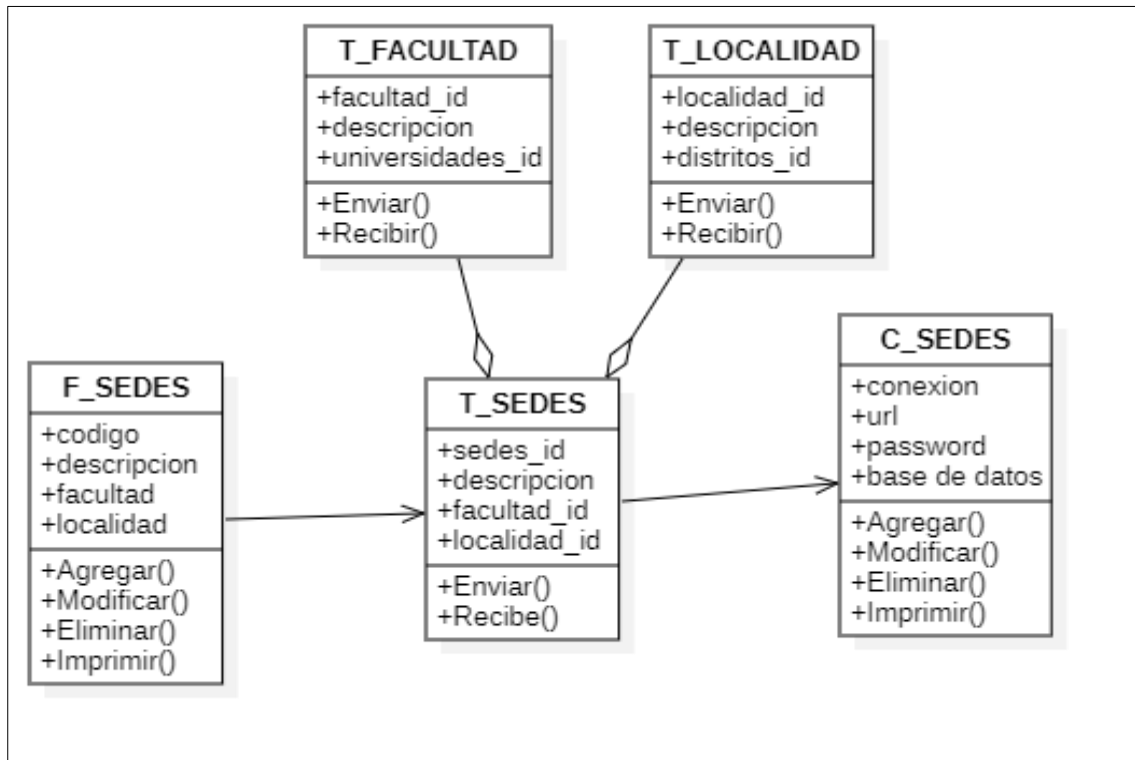 T_FACULTAD
+facultad_id
+descripcion
+universidades_id
+Enviar()
+Recibir()
T_LOCALIDAD
+localidad_id
+descripcion
+distritos_id
+Enviar()
+Recibir()
F_SEDES
+codigo
+descripcion
+facultad
+localidad
+Agregar()
+Modificar()
+Eliminar()
+Imprimir()
T_SEDES
+sedes_id
+descripcion
+facultad_id
+localidad_id
+Enviar()
+Recibe()
C_SEDES
+conexion
+url
+password
+base de datos
+Agregar()
+Modificar()
+Eliminar()
+Imprimir()